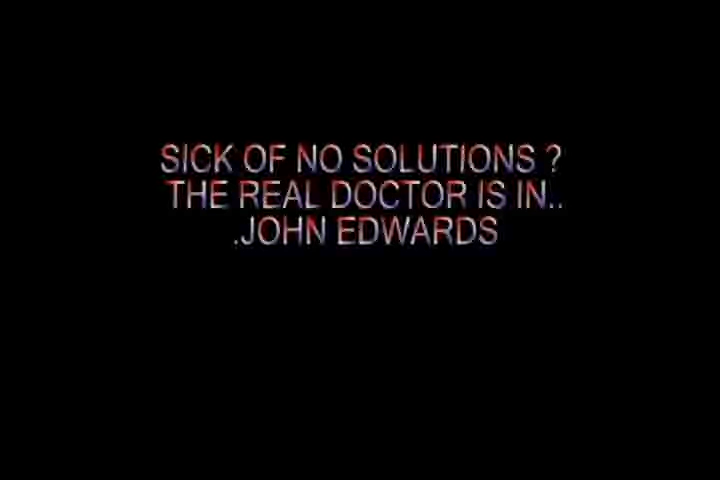 SICK OF NO SOLUTIONS ?
THE REAL DOCTOR IS IN..
.JOHN EDWARDS